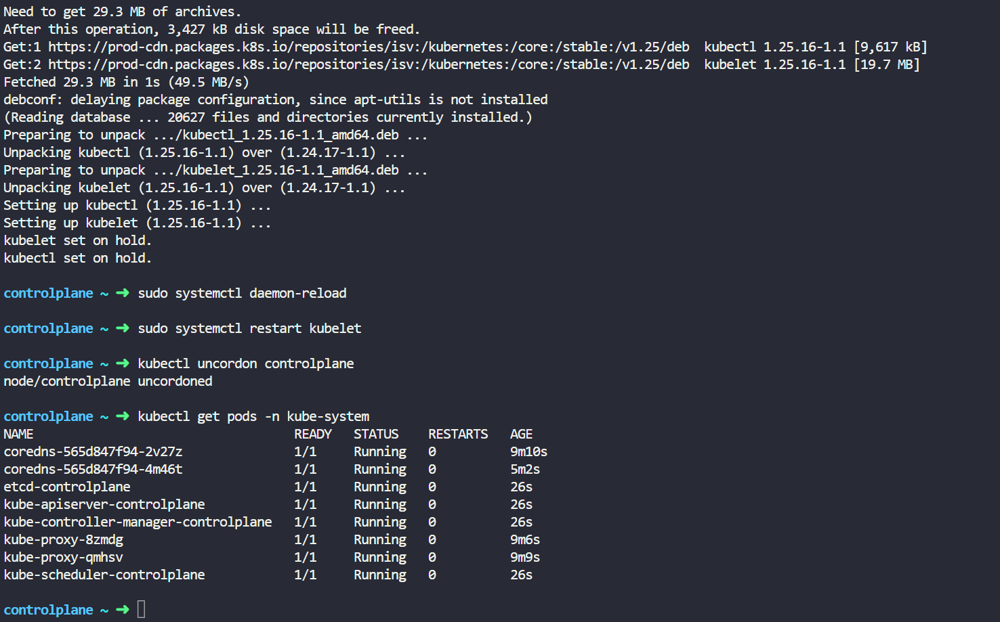 Need to get 29.3 MB of archives.
After this operation, 3,427 kB disk space will be freed.
Get:1 https://prod-cdn.packages.k8s.io/repositories/isv:/kubernetes:/core:/stable:/v1.25/deb  kubectl 1.25.16-1.1 [9,617 kB]
Get:2 https://prod-cdn.packages.k8s.io/repositories/isv:/kubernetes:/core:/stable:/v1.25/deb  kubelet 1.25.16-1.1 [19.7 MB]
Fetched 29.3 MB in 1s (49.5 MB/s)
debconf: delaying package configuration, since apt-utils is not installed
(Reading database ... 20627 files and directories currently installed.)
Preparing to unpack .../kubectl_1.25.16-1.1_amd64.deb ...
Unpacking kubectl (1.25.16-1.1) over (1.24.17-1.1) ...
Preparing to unpack .../kubelet_1.25.16-1.1_amd64.deb ...
Unpacking kubelet (1.25.16-1.1) over (1.24.17-1.1) ...
Setting up kubectl (1.25.16-1.1) ...
Setting up kubelet (1.25.16-1.1) ...
kubelet set on hold.
kubectl set on hold.
controlplane ~ ➜ sudo systemctl daemon-reload
controlplane ~ ➜ sudo systemctl restart kubelet
controlplane ~ ➜ kubectl uncordon controlplane
node/controlplane uncordoned
controlplane ~ ➜ kubectl get pods -n kube-system
NAME                                   READY   STATUS    RESTARTS   AGE
coredns-565d847f94-2v27z               1/1     Running   0          9m10s
coredns-565d847f94-4m46t               1/1     Running   0          5m2s
etcd-controlplane                      1/1     Running   0          26s
kube-apiserver-controlplane            1/1     Running   0          26s
kube-controller-manager-controlplane   1/1     Running   0          26s
kube-proxy-8zmdg                       1/1     Running   0          9m6s
kube-proxy-qmhsv                       1/1     Running   0          9m9s
kube-scheduler-controlplane            1/1     Running   0          26s
controlplane ~ ➜